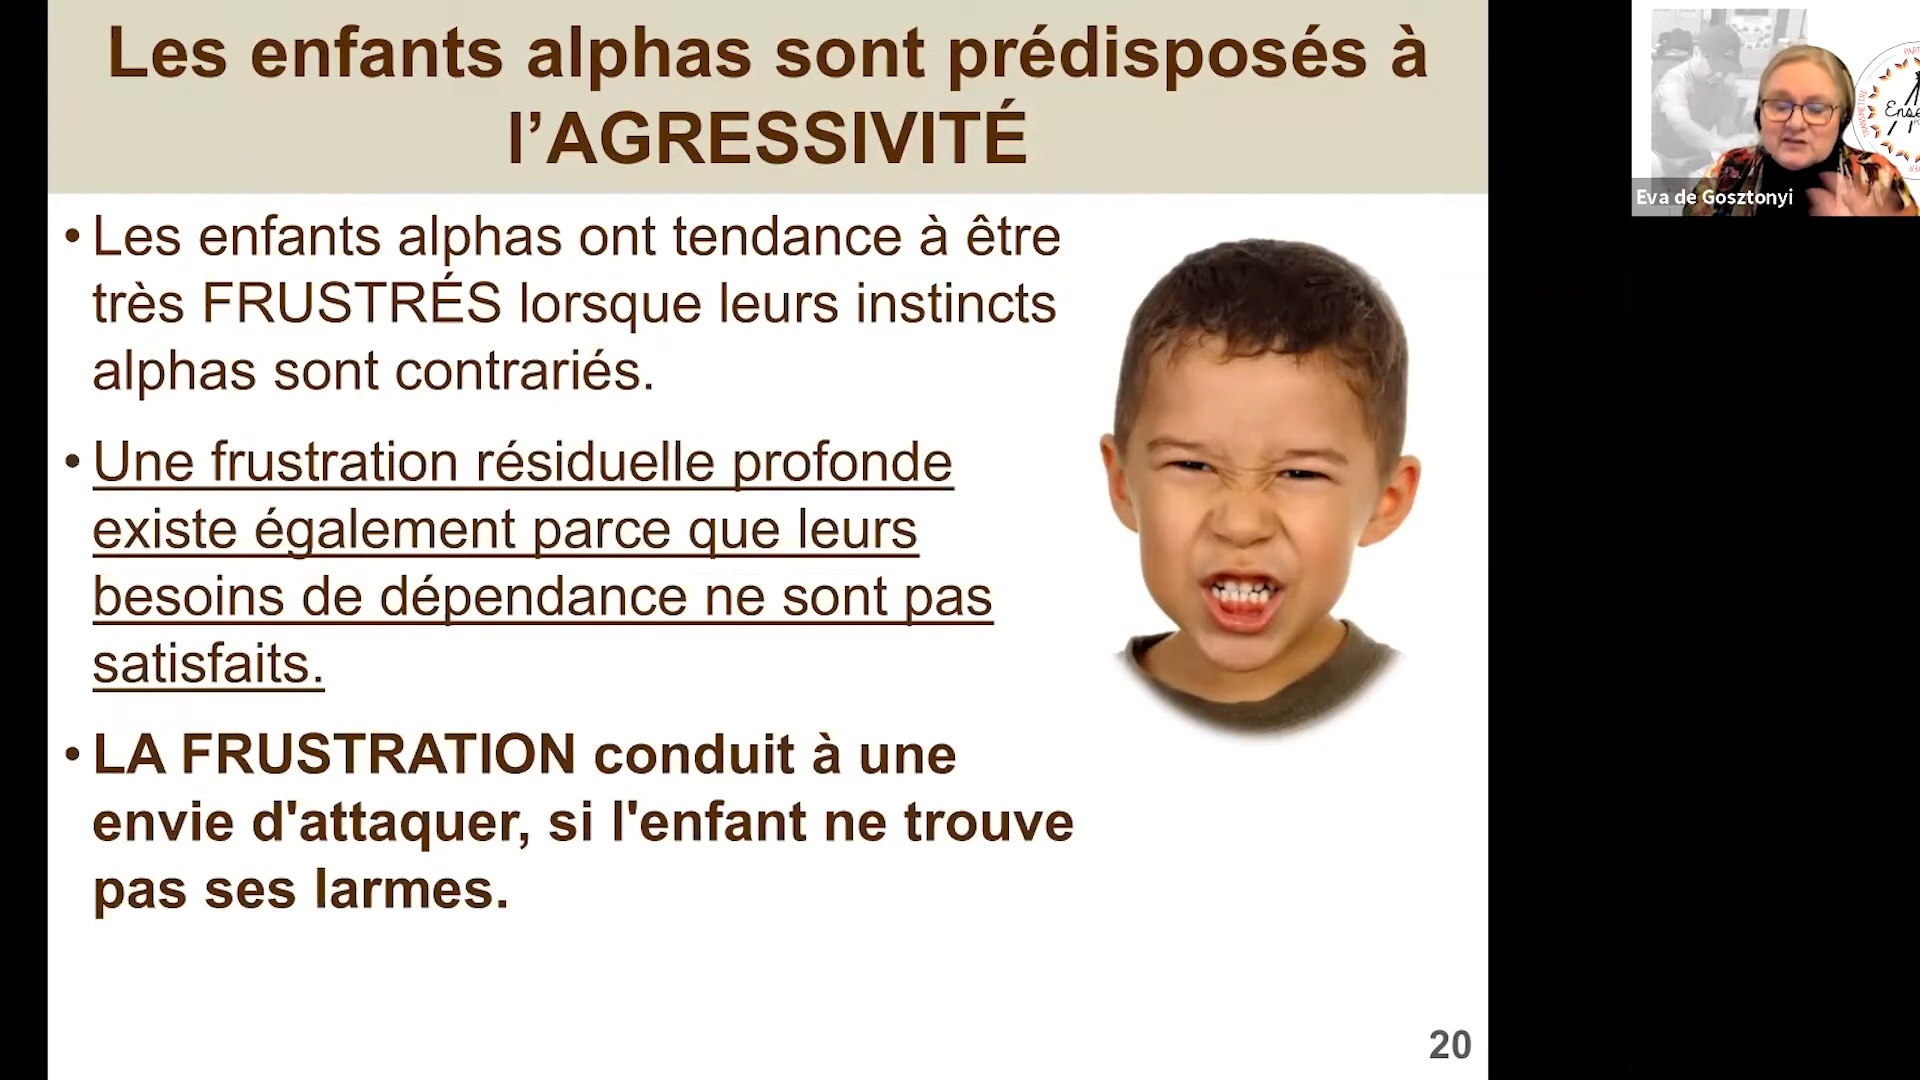 Les enfants alphas sont prédisposés à
l’AGRESSIVITÉ
• Les enfants alphas ont tendance à être
très FRUSTRÉS lorsque leurs instincts
alphas sont contrariés.
• Une frustration résiduelle profonde
existe également parce que leurs
besoins de dépendance ne sont pas
satisfaits.
• LA FRUSTRATION conduit à une
envie d'attaquer, si l'enfant ne trouve
pas ses larmes.
20
Eva de Gosztonyi